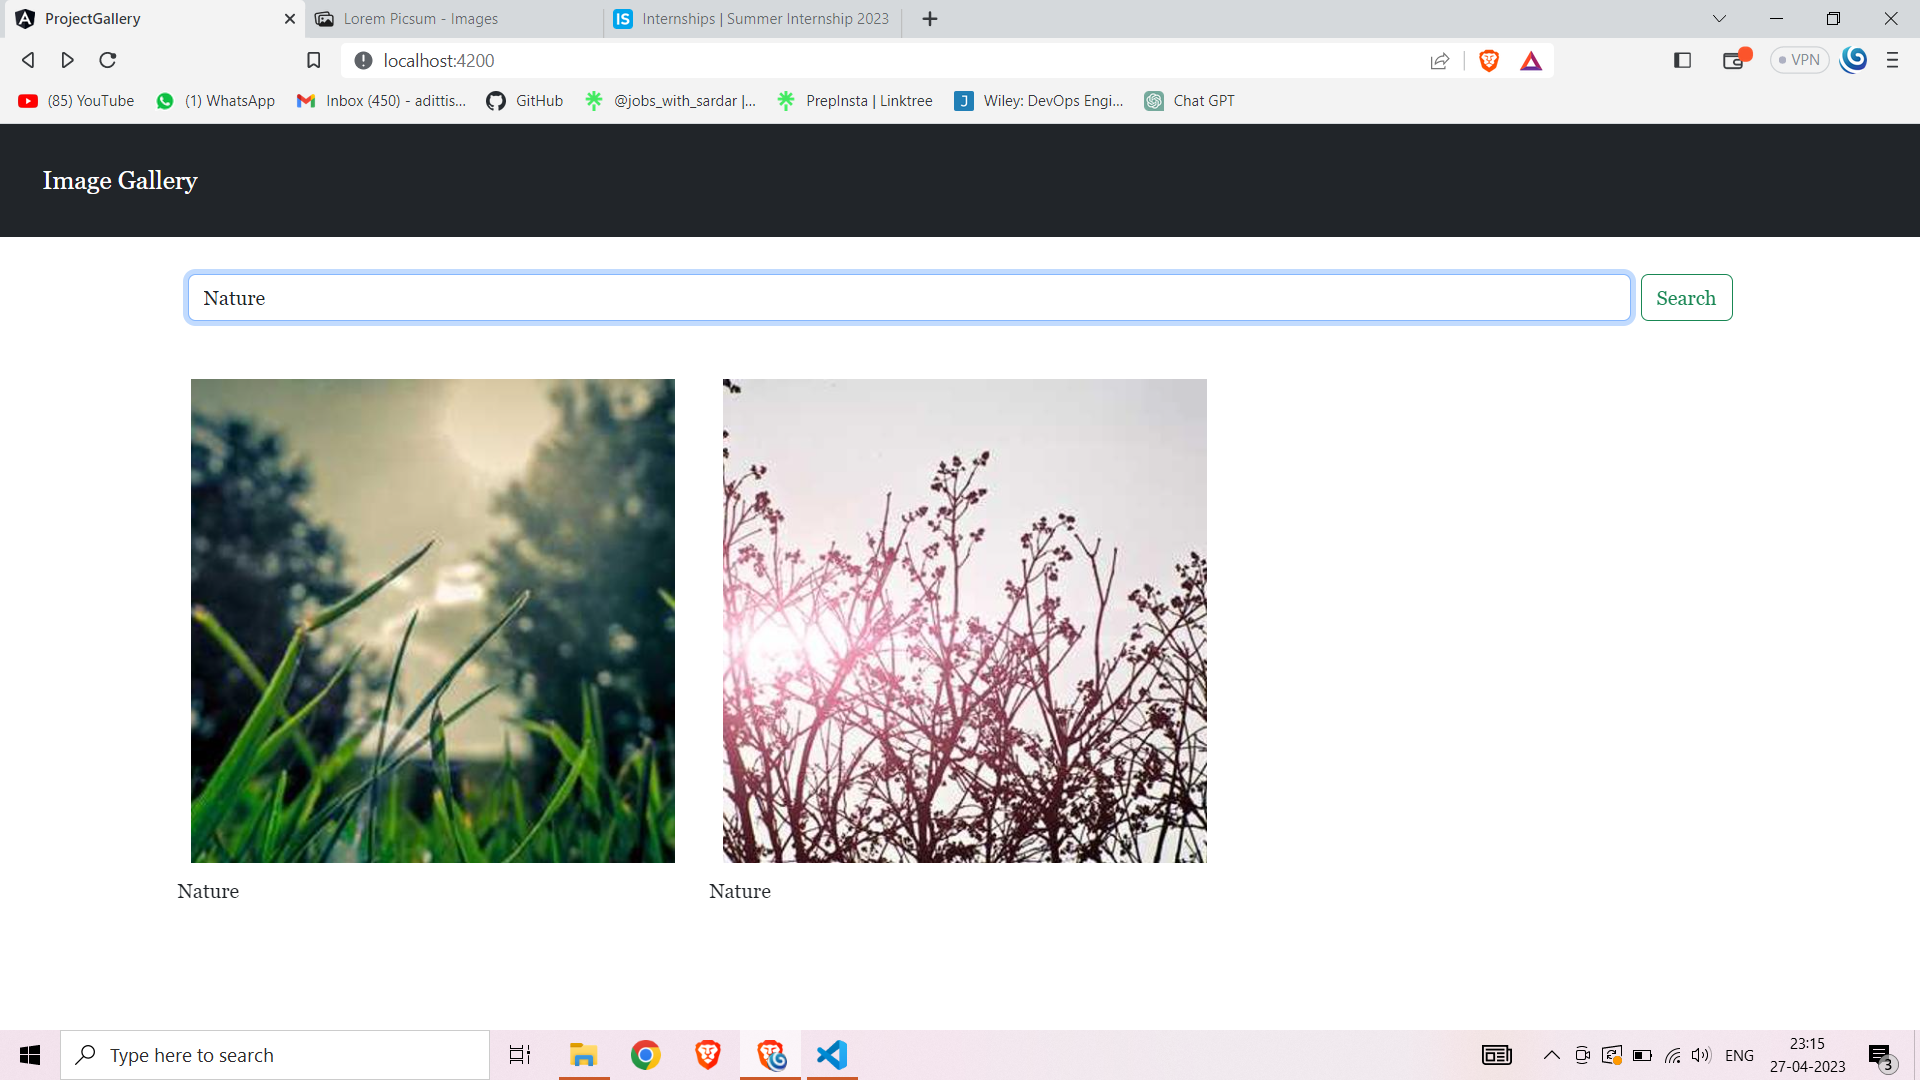 ProjectGallery
Lorem Picsum - Images
IS Internships | Summer Internship 2023
localhost:4200
VPN
(85) YouTube
(1) WhatsApp
Inbox (450) - adittis...
GitHub
@jobs_with_sardar |...
PrepInsta | Linktree
J Wiley: DevOps Engi...
Chat GPT
Image Gallery
Nature
Search
Nature
Nature
Type here to search
ENG
23:15
27-04-2023
3